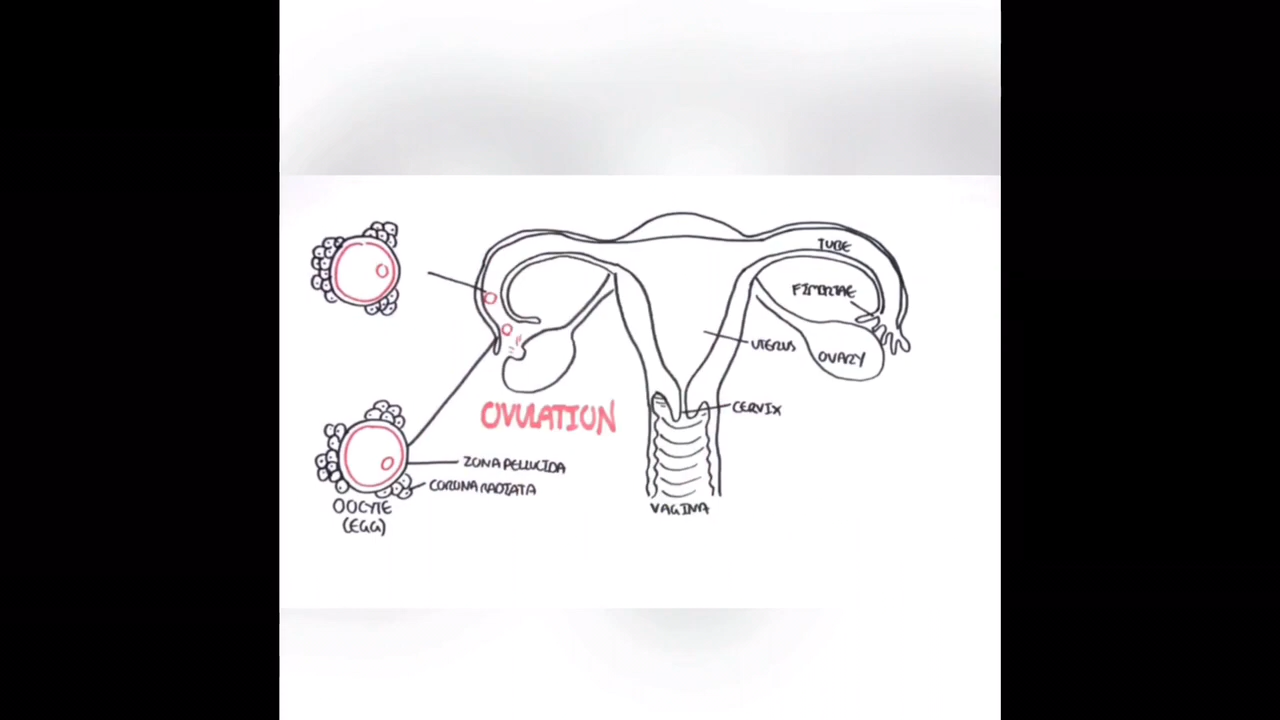 TUBE
FIMBRIAE
UTERUS
OVARY
OVULATION
CERVIX
ZONA PELLUCIDA
CORONA RADIATA
OOCYTE
(EGG)
VAGINA